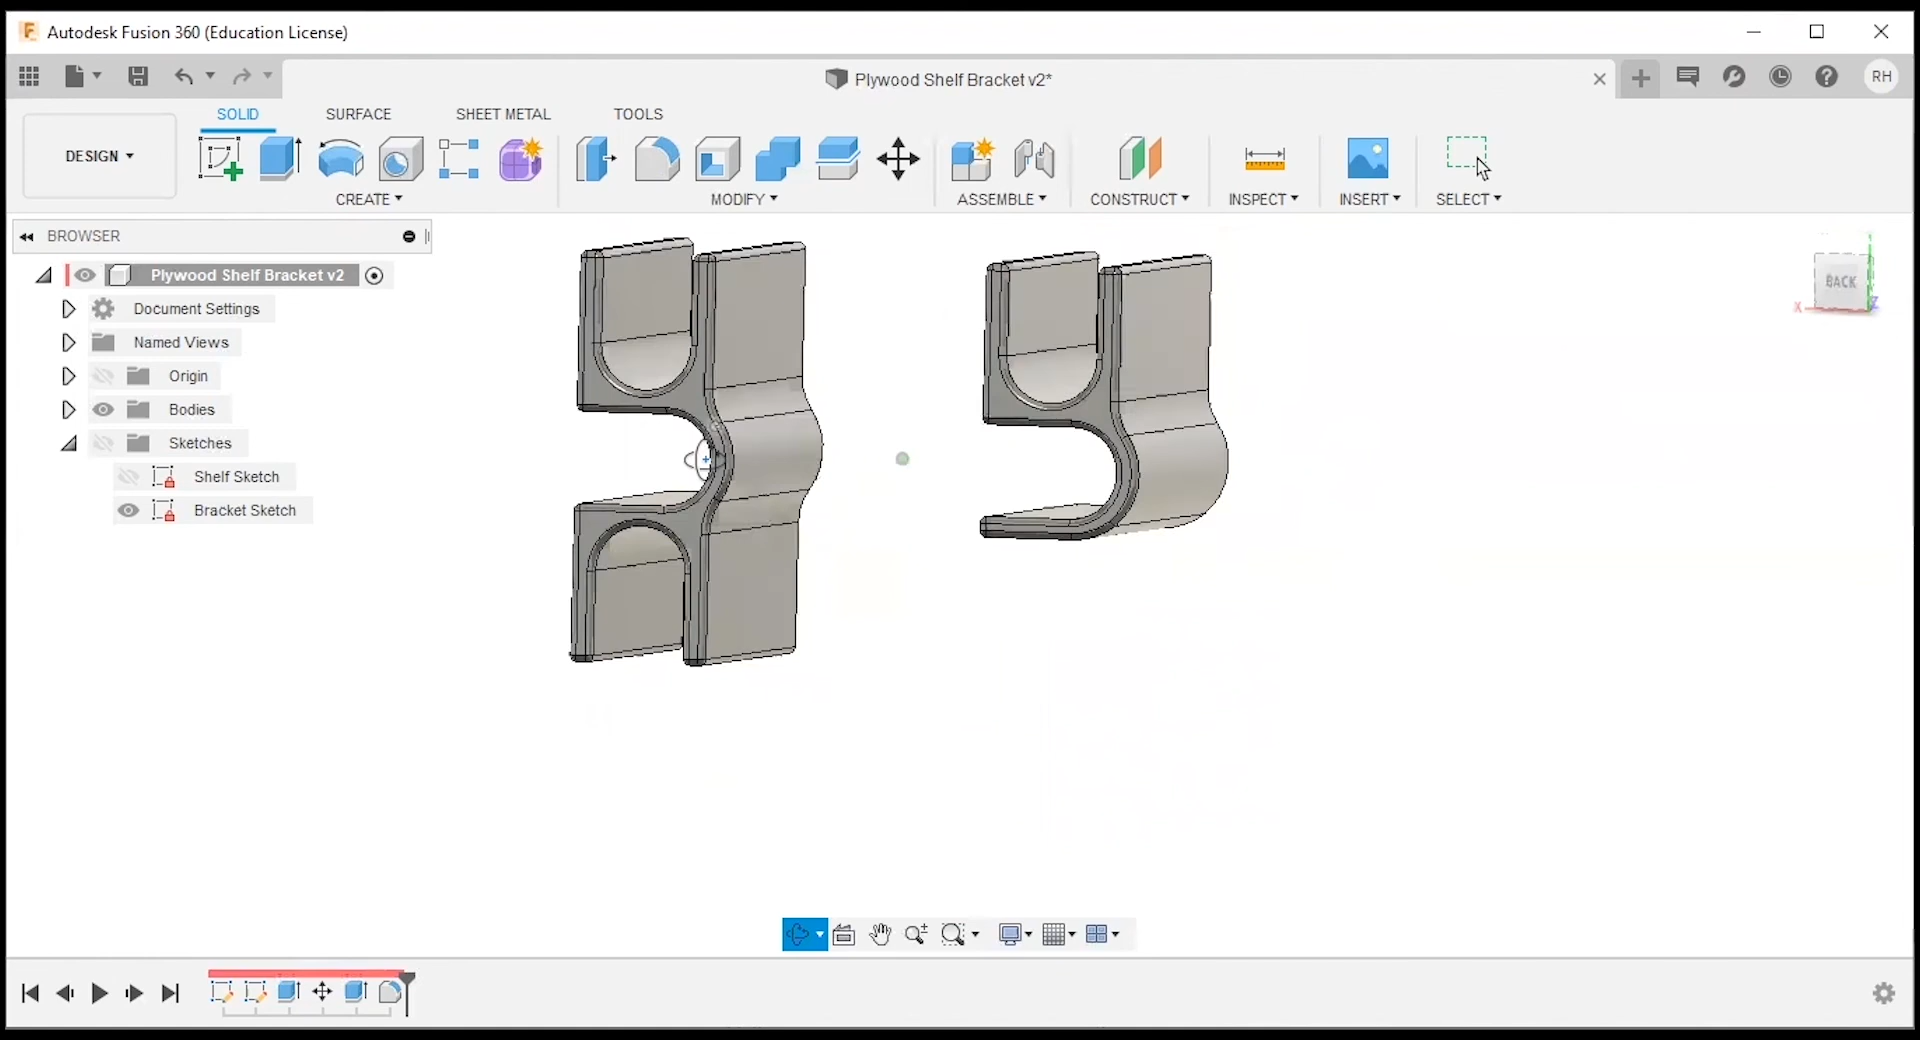 Autodesk Fusion 360 (Education License)
Plywood Shelf Bracket v2*
RH
SOLID SURFACE SHEET METAL TOOLS
DESIGN
CREATE MODIFY ASSEMBLE CONSTRUCT INSPECT INSERT SELECT
BROWSER
Plywood Shelf Bracket v2
Document Settings
Named Views
Origin
Bodies
Sketches
Shelf Sketch
Bracket Sketch
BACK
X
Z